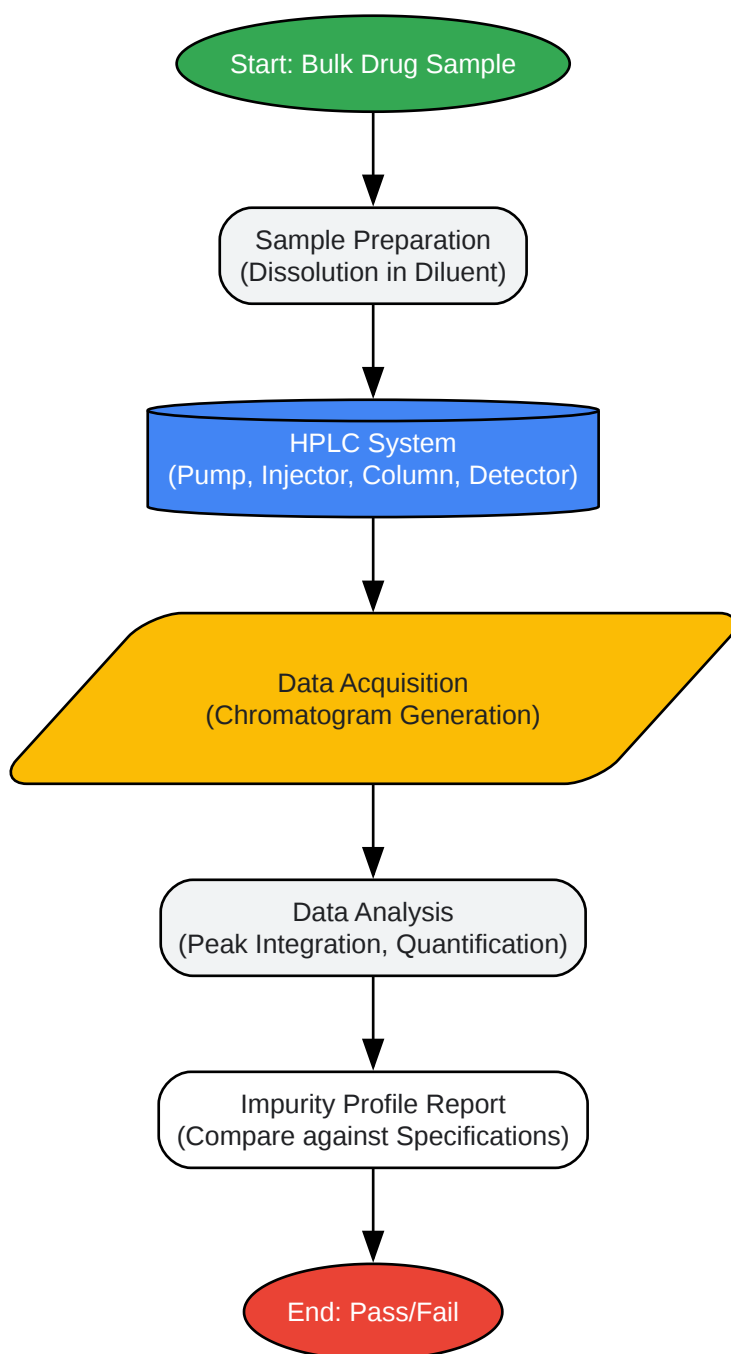 Start: Bulk Drug Sample
Sample Preparation
(Dissolution in Diluent)
HPLC System
(Pump, Injector, Column, Detector)
Data Acquisition
(Chromatogram Generation)
Data Analysis
(Peak Integration, Quantification)
Impurity Profile Report
(Compare against Specifications)
End: Pass/Fail